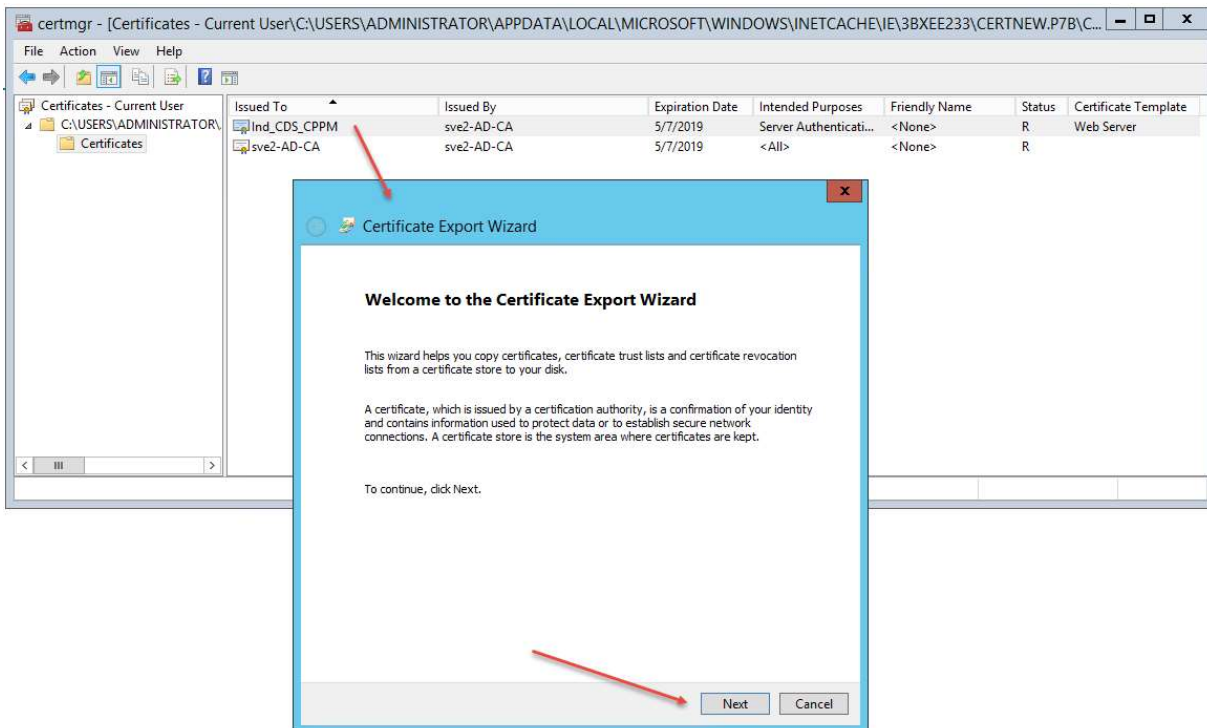 certmgr - [Certificates - Current User\C:\USERS\ADMINISTRATOR\APPDATA\LOCAL\MICROSOFT\WINDOWS\INETCACHE\IE\3BXEE233\CERTNEW.P7B\C...
File Action View Help
Certificates - Current User
C:\USERS\ADMINISTRATOR\
Certificates
Issued To Issued By Expiration Date Intended Purposes Friendly Name Status Certificate Template
Ind_CDS_CPPM sve2-AD-CA 5/7/2019 Server Authenticati... <None> R Web Server
sve2-AD-CA sve2-AD-CA 5/7/2019 <All> <None> R
Certificate Export Wizard
Welcome to the Certificate Export Wizard
This wizard helps you copy certificates, certificate trust lists and certificate revocation
lists from a certificate store to your disk.
A certificate, which is issued by a certification authority, is a confirmation of your identity
and contains information used to protect data or to establish secure network
connections. A certificate store is the system area where certificates are kept.
To continue, click Next.
Next Cancel